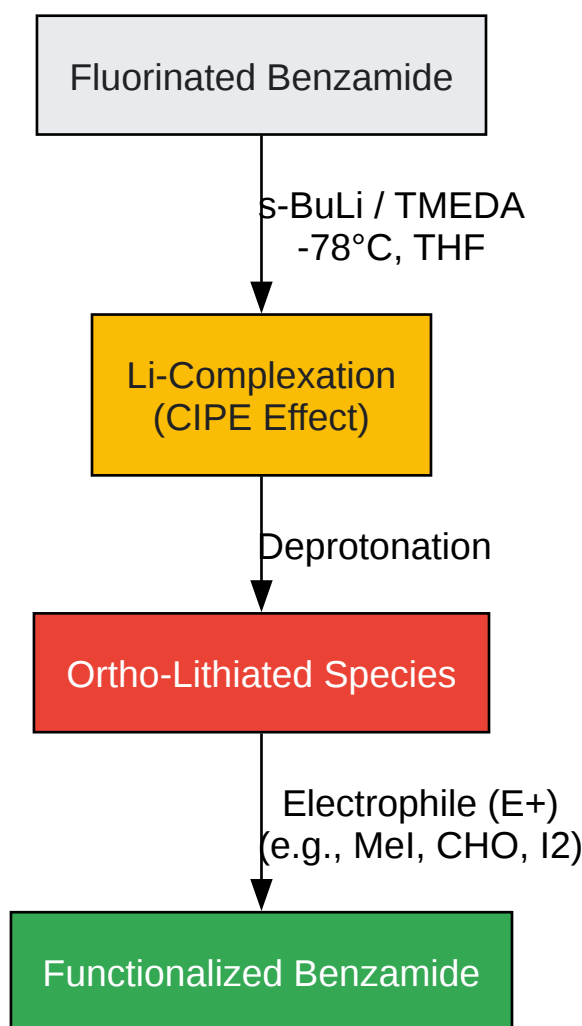 Fluorinated Benzamide
s-BuLi / TMEDA
-78°C, THF
Li-Complexation
(CIPE Effect)
Deprotonation
Ortho-Lithiated Species
Electrophile (E+)
(e.g., MeI, CHO, I2)
Functionalized Benzamide